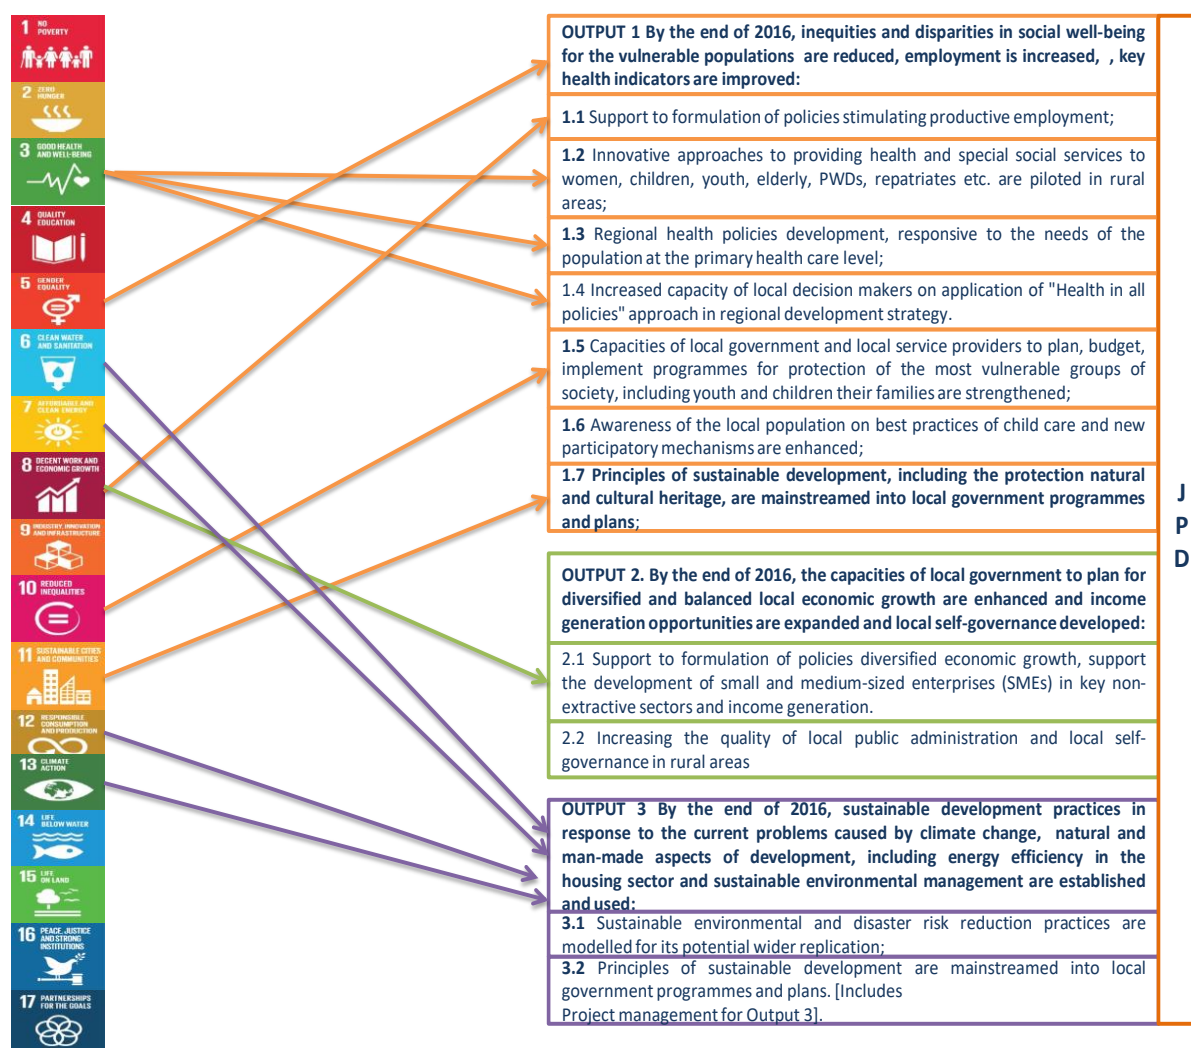 1 NO
POVERTY
2 ZERO
HUNGER
3 GOOD HEALTH
AND WELL-BEING
4 QUALITY
EDUCATION
5 GENDER
EQUALITY
6 CLEAN WATER
AND SANITATION
7 AFFORDABLE AND
CLEAN ENERGY
8 DECENT WORK AND
ECONOMIC GROWTH
9 INDUSTRY, INNOVATION
AND INFRASTRUCTURE
10 REDUCED
INEQUALITIES
11 SUSTAINABLE CITIES
AND COMMUNITIES
12 RESPONSIBLE
CONSUMPTION
AND PRODUCTION
13 CLIMATE
ACTION
14 LIFE
BELOW WATER
15 LIFE
ON LAND
16 PEACE, JUSTICE
AND STRONG
INSTITUTIONS
17 PARTNERSHIPS
FOR THE GOALS
OUTPUT 1 By the end of 2016, inequities and disparities in social well-being
for the vulnerable populations are reduced, employment is increased, , key
health indicators are improved:
1.1 Support to formulation of policies stimulating productive employment;
1.2 Innovative approaches to providing health and special social services to
women, children, youth, elderly, PWDs, repatriates etc. are piloted in rural
areas;
1.3 Regional health policies development, responsive to the needs of the
population at the primary health care level;
1.4 Increased capacity of local decision makers on application of "Health in all
policies" approach in regional development strategy.
1.5 Capacities of local government and local service providers to plan, budget,
implement programmes for protection of the most vulnerable groups of
society, including youth and children their families are strengthened;
1.6 Awareness of the local population on best practices of child care and new
participatory mechanisms are enhanced;
1.7 Principles of sustainable development, including the protection natural
and cultural heritage, are mainstreamed into local government programmes
and plans;
OUTPUT 2. By the end of 2016, the capacities of local government to plan for
diversified and balanced local economic growth are enhanced and income
generation opportunities are expanded and local self-governance developed:
2.1 Support to formulation of policies diversified economic growth, support
the development of small and medium-sized enterprises (SMEs) in key non-
extractive sectors and income generation.
2.2 Increasing the quality of local public administration and local self-
governance in rural areas
OUTPUT 3 By the end of 2016, sustainable development practices in
response to the current problems caused by climate change, natural and
man-made aspects of development, including energy efficiency in the
housing sector and sustainable environmental management are established
and used:
3.1 Sustainable environmental and disaster risk reduction practices are
modelled for its potential wider replication;
3.2 Principles of sustainable development are mainstreamed into local
government programmes and plans. [Includes
Project management for Output 3].
J
P
D